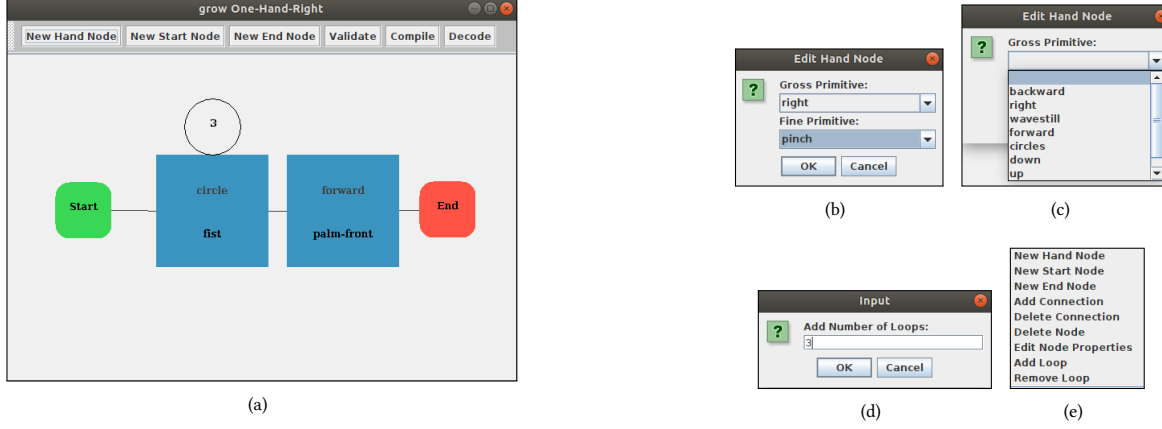 grow One-Hand-Right
New Hand Node New Start Node New End Node Validate Compile Decode
3
circle forward
Start End
fist palm-front
(a)
Edit Hand Node
Gross Primitive:
right
Fine Primitive:
pinch
OK Cancel
(b)
Edit Hand Node
Gross Primitive:
backward
right
wavestill
forward
circles
down
up
(c)
Input
Add Number of Loops:
3
OK Cancel
(d)
New Hand Node
New Start Node
New End Node
Add Connection
Delete Connection
Delete Node
Edit Node Properties
Add Loop
Remove Loop
(e)